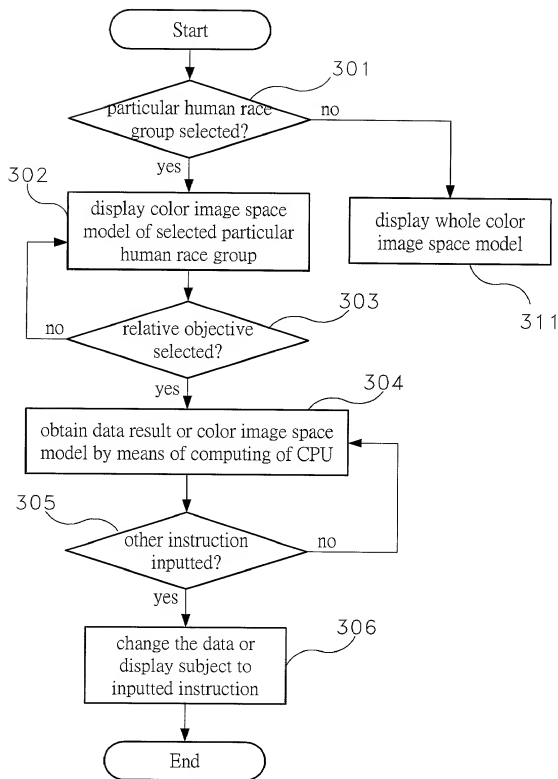 Start
301
particular human race
group selected?
no
yes
302
display color image space
model of selected particular
human race group
display whole color
image space model
311
303
no
relative objective
selected?
yes
304
obtain data result or color image space
model by means of computing of CPU
305
other instruction
inputted?
no
yes
306
change the data or
display subject to
inputted instruction
End